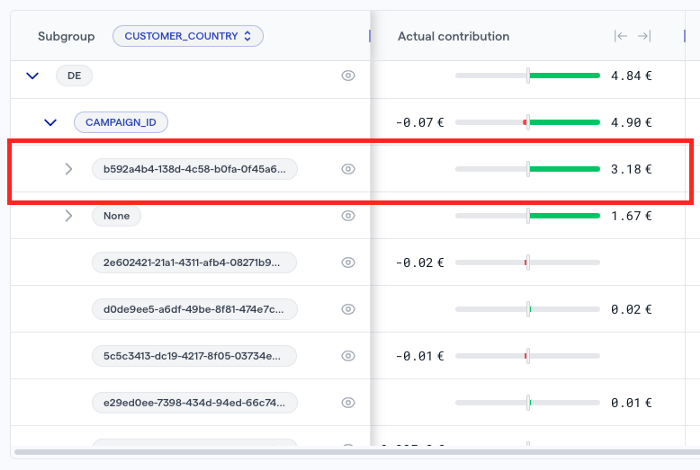 Subgroup CUSTOMER_COUNTRY Actual contribution
DE 4.84 €
CAMPAIGN_ID -0.07 € 4.90 €
b592a4b4-138d-4c58-b0fa-0f45a6... 3.18 €
None 1.67 €
2e602421-21a1-4311-afb4-08271b9... -0.02 €
d0de9ee5-a6df-49be-8f81-474e7c... 0.02 €
5c5c3413-dc19-4217-8f05-03734e... -0.01 €
e29ed0ee-7398-434d-94ed-66c74... 0.01 €